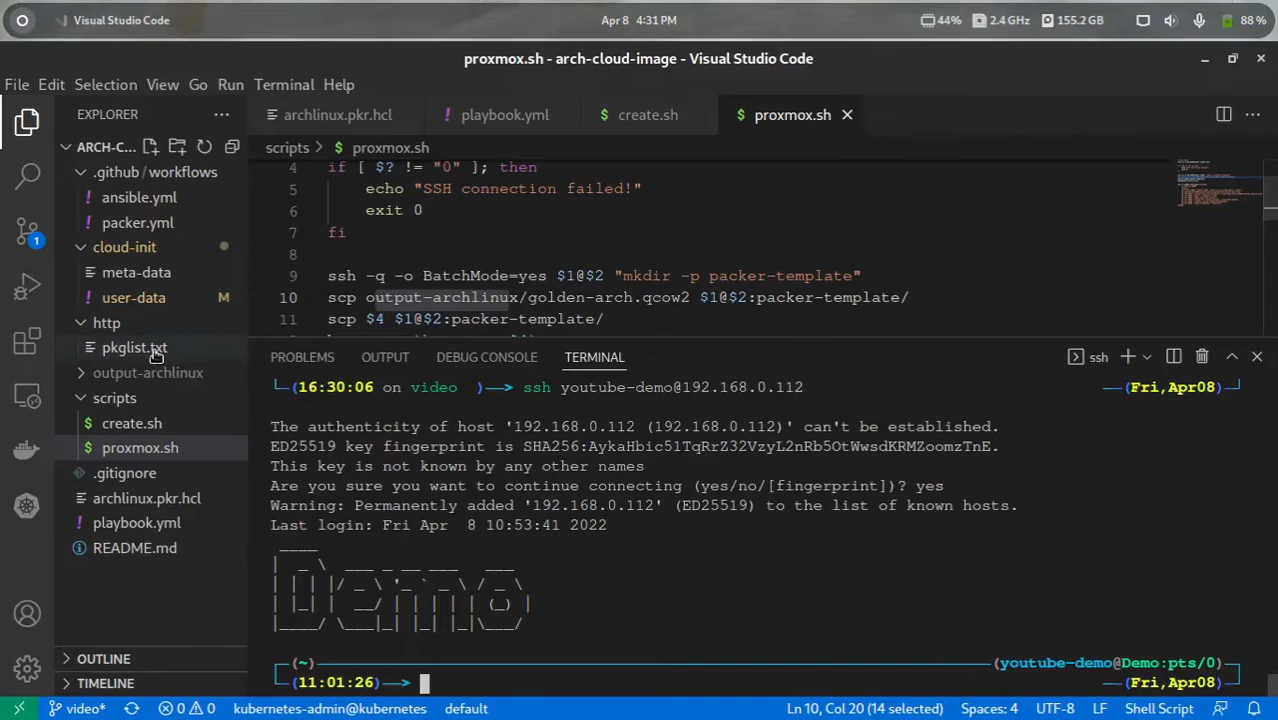 Visual Studio Code
Apr 8 4:31 PM
44%
2.4 GHz
155.2 GB
88 %
proxmox.sh - arch-cloud-image - Visual Studio Code
File Edit Selection View Go Run Terminal Help
EXPLORER
ARCH-C...
.github / workflows
ansible.yml
packer.yml
cloud-init
meta-data
user-data M
http
pkglist.txt
output-archlinux
scripts
create.sh
proxmox.sh
.gitignore
archlinux.pkr.hcl
playbook.yml
README.md
OUTLINE
TIMELINE
1
archlinux.pkr.hcl
playbook.yml
create.sh
proxmox.sh
scripts > proxmox.sh
4 if [ $? != "0" ]; then
5 echo "SSH connection failed!"
6 exit 0
7 fi
8
9 ssh -q -o BatchMode=yes $1@$2 "mkdir -p packer-template"
10 scp output-archlinux/golden-arch.qcow2 $1@$2:packer-template/
11 scp $4 $1@$2:packer-template/
PROBLEMS OUTPUT DEBUG CONSOLE TERMINAL
ssh
(16:30:06 on video )——> ssh youtube-demo@192.168.0.112 ——(Fri,Apr08)
The authenticity of host '192.168.0.112 (192.168.0.112)' can't be established.
ED25519 key fingerprint is SHA256:AykaHbic51TqRrZ32VzyL2nRb5OtWwsdKRMZoomzTnE.
This key is not known by any other names
Are you sure you want to continue connecting (yes/no/[fingerprint])? yes
Warning: Permanently added '192.168.0.112' (ED25519) to the list of known hosts.
Last login: Fri Apr  8 10:53:41 2022
Demo
(~) (youtube-demo@Demo:pts/0)
(11:01:26)——> ——(Fri,Apr08)
video* 0 0 kubernetes-admin@kubernetes default Ln 10, Col 20 (14 selected) Spaces: 4 UTF-8 LF Shell Script